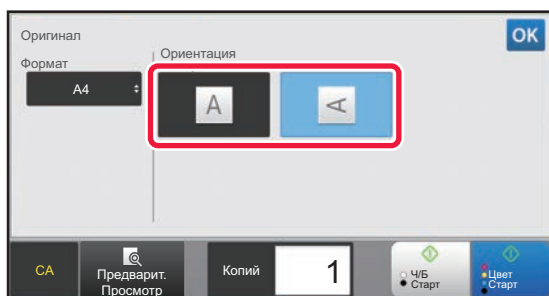 Оригинал
OK
Формат
Ориентация
A4
A
A
CA
Предварит.
Просмотр
Копий
1
Ч/Б
Старт
Цвет
Старт